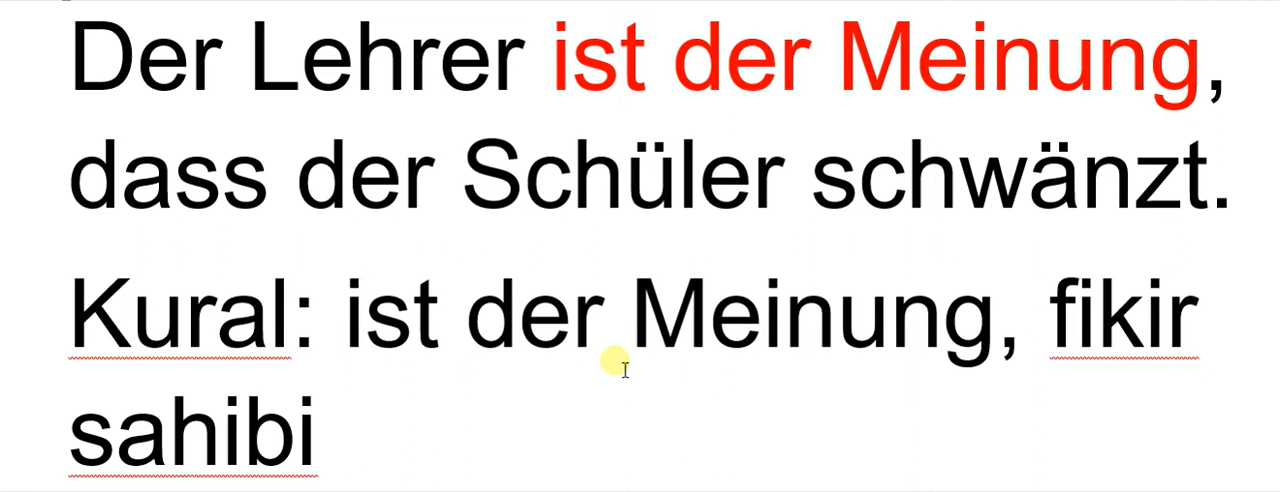 Der Lehrer ist der Meinung,
dass der Schüler schwänzt.
Kural: ist der Meinung, fikir
sahibi